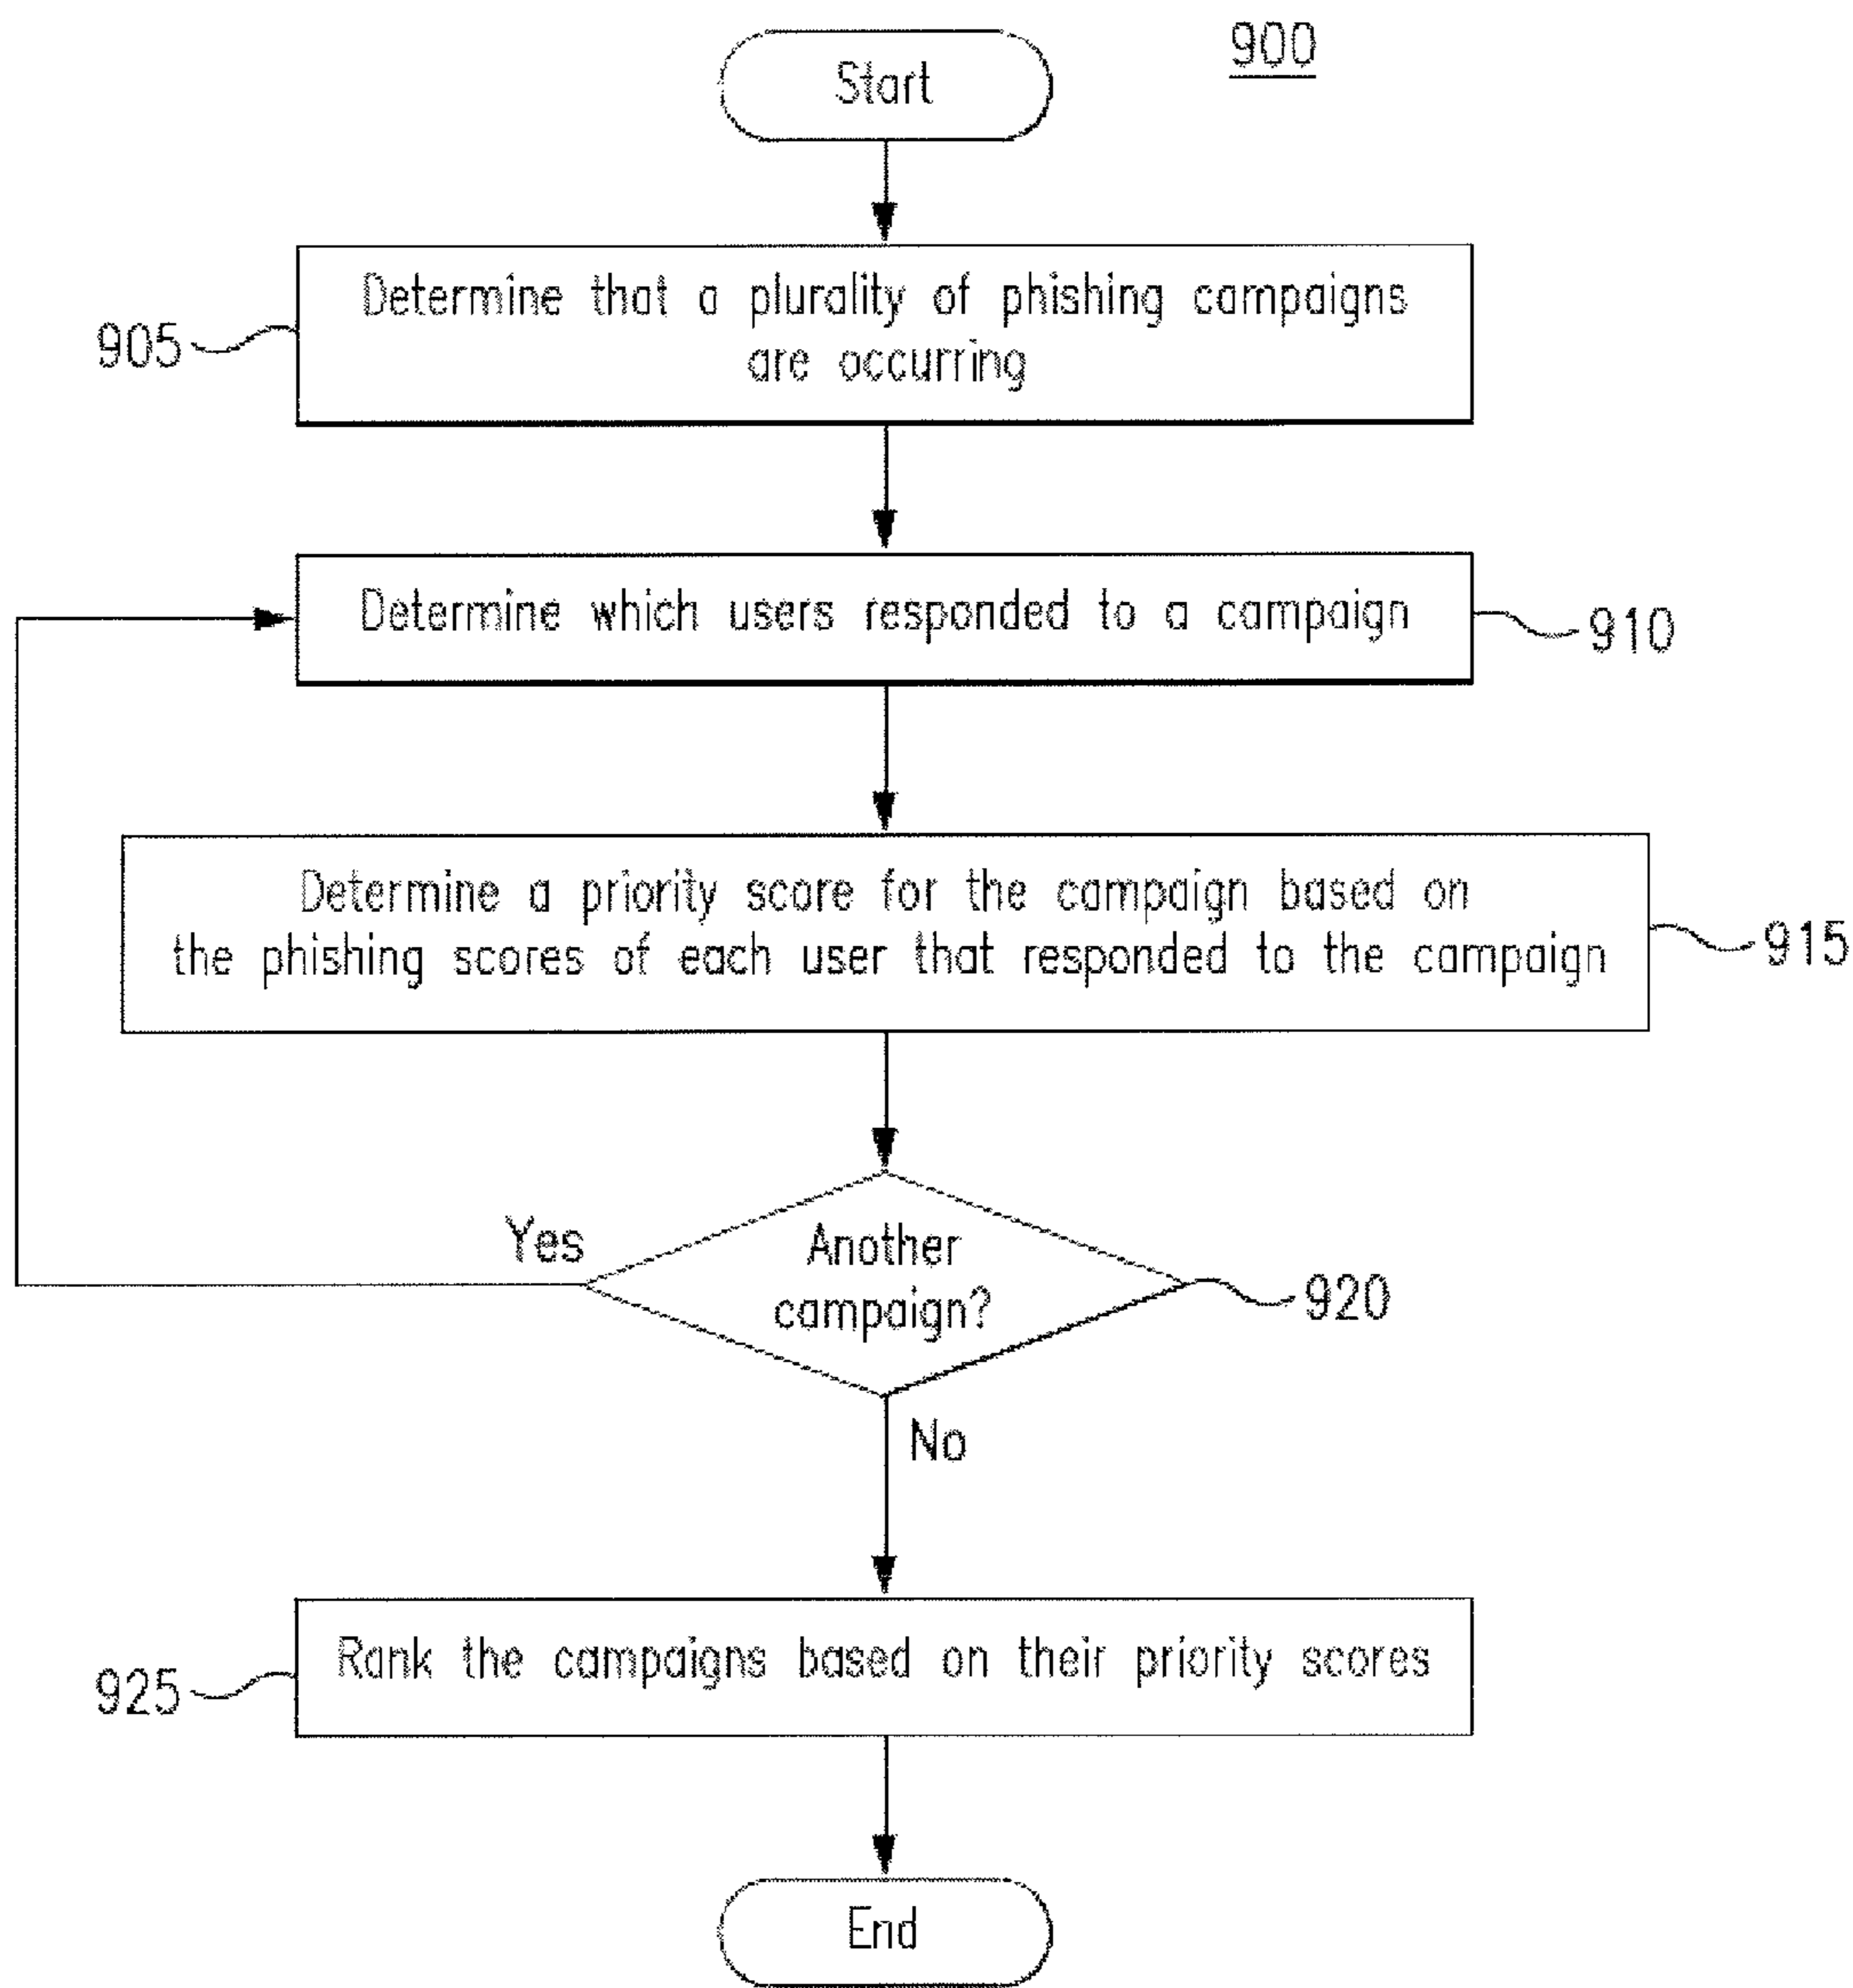 900
Start
Determine that a plurality of phishing campaigns
are occurring
905
Determine which users responded to a campaign
910
Determine a priority score for the campaign based on
the phishing scores of each user that responded to the campaign
915
Yes
Another
campaign?
920
No
Rank the campaigns based on their priority scores
925
End